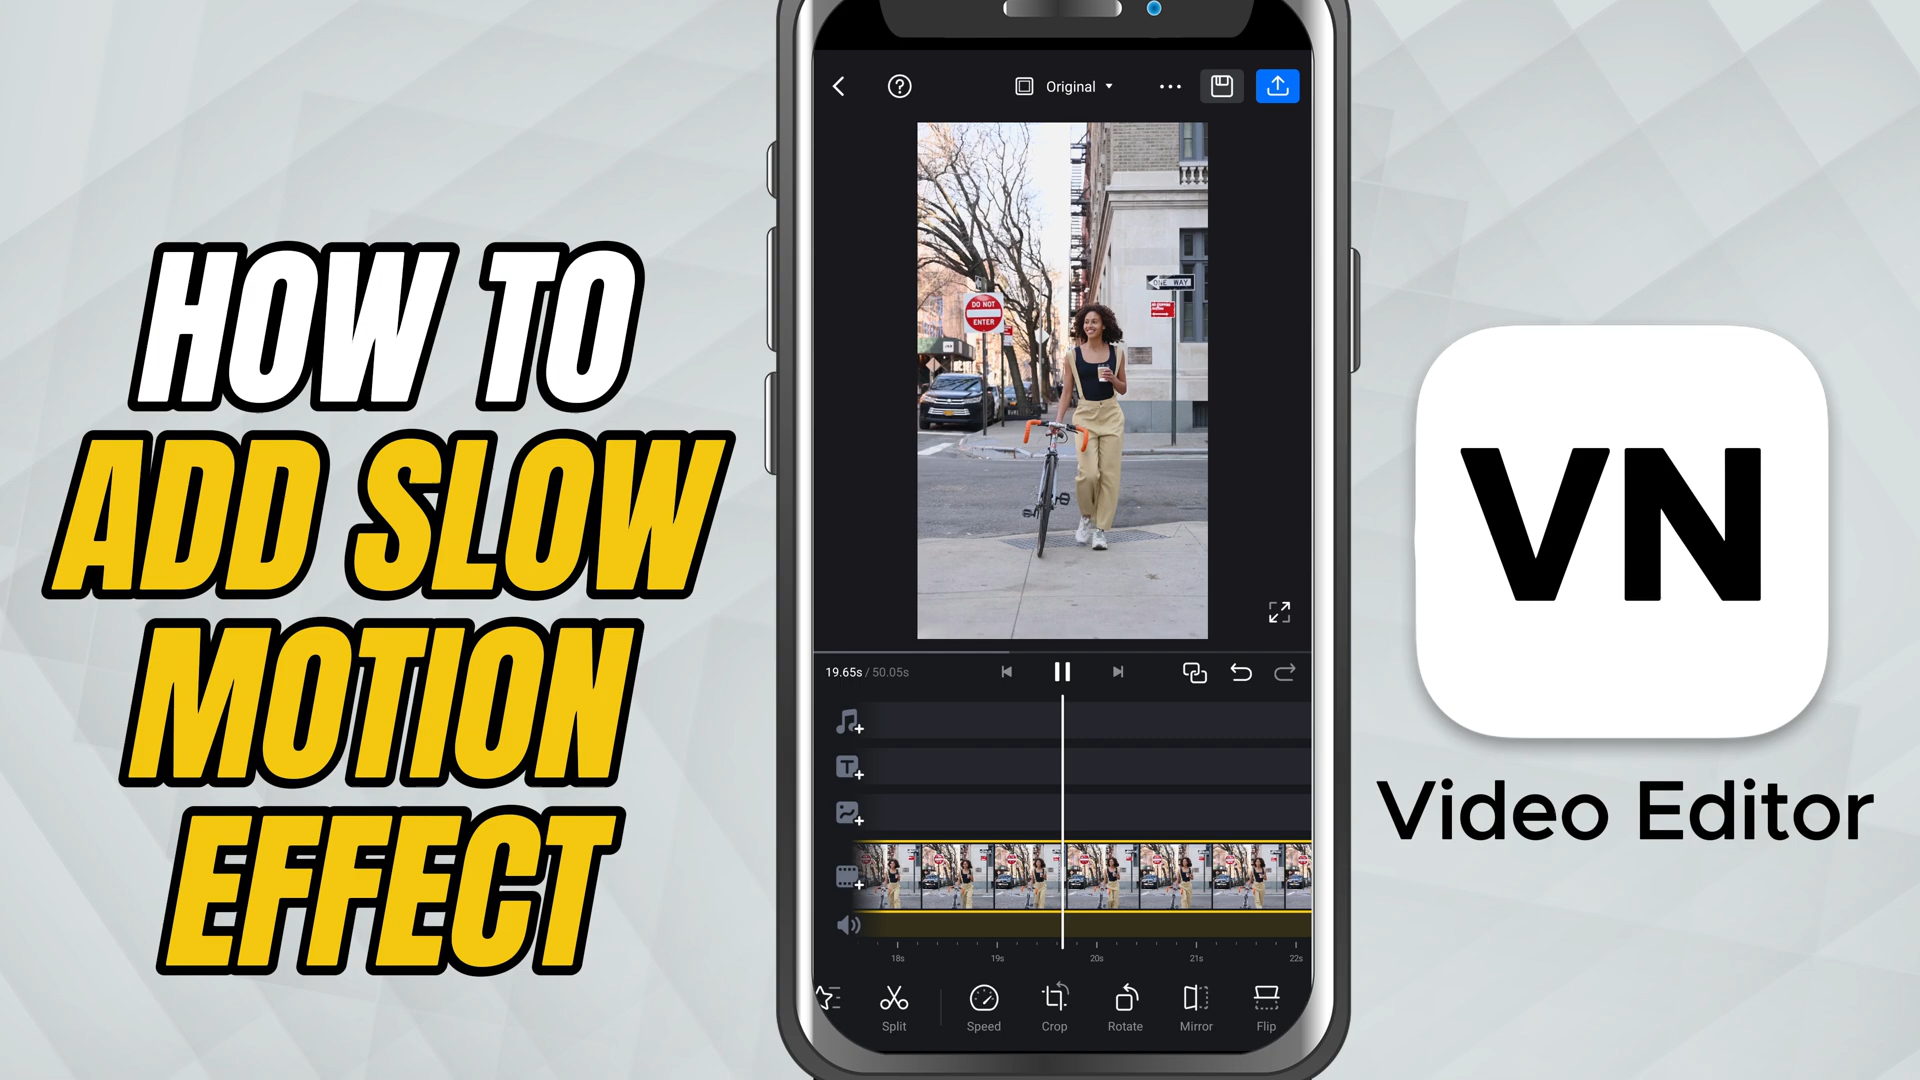 HOW TO
ADD SLOW
MOTION
EFFECT
Original
DO NOT
ENTER
ONE WAY
19.65s / 50.05s
18s 19s 20s 21s 22s
Split Speed Crop Rotate Mirror Flip
VN
Video Editor